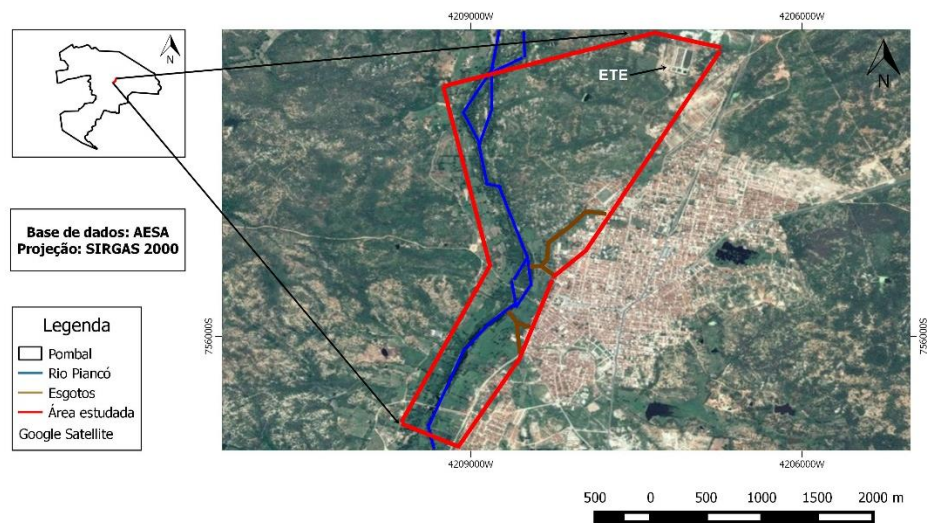 4209000W
4206000W
N
ETE
N
Base de dados: AESA
Projeção: SIRGAS 2000
756000S
756000S
Legenda
Pombal
Rio Piancó
Esgotos
Área estudada
Google Satellite
4209000W
4206000W
500 0 500 1000 1500 2000 m